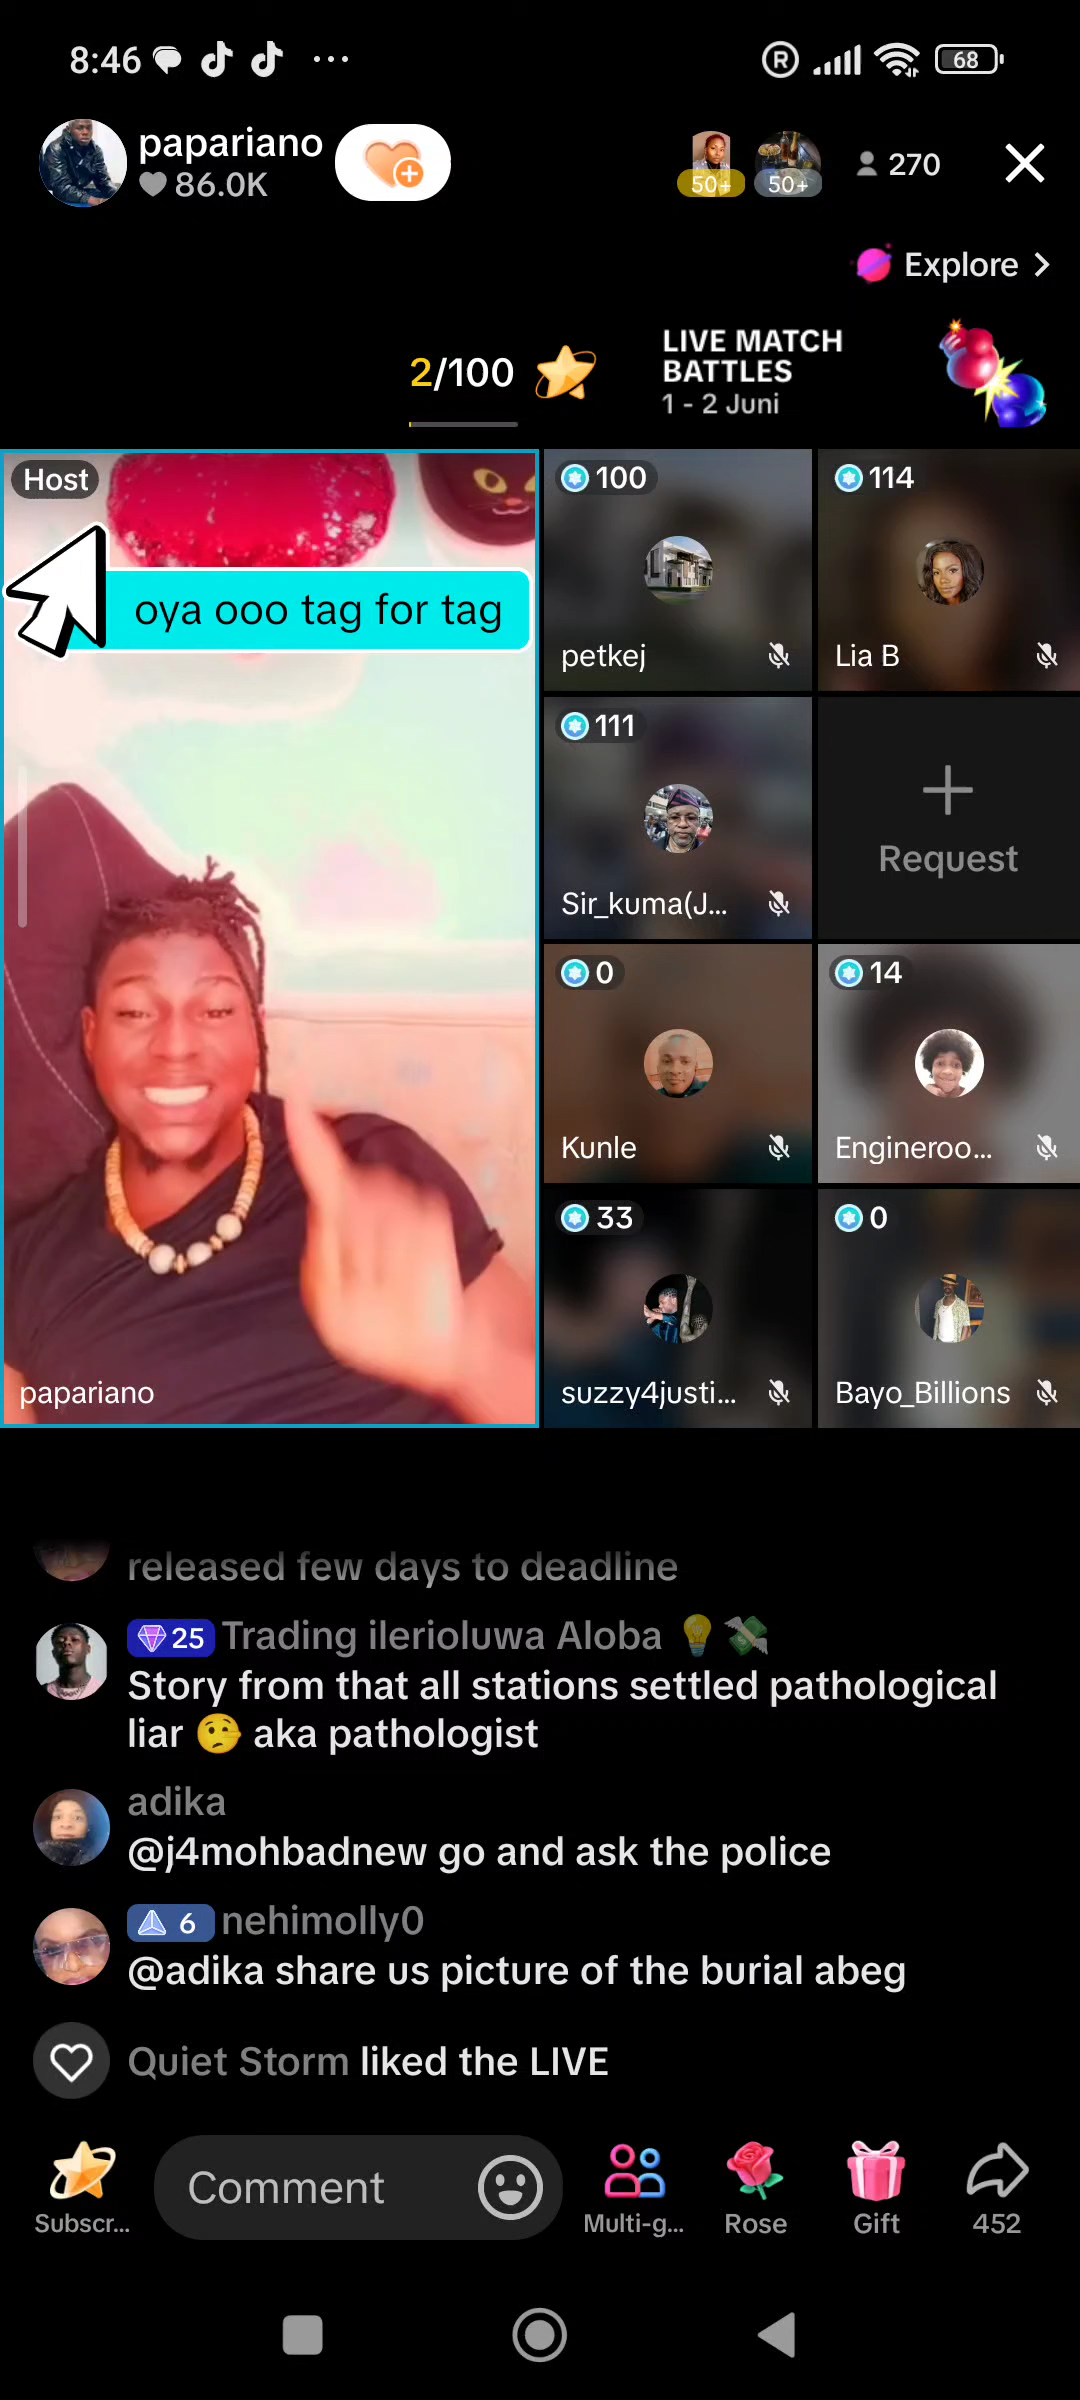 8:46
68
papariano
86.0K
50+
50+
270
Explore
2/100
LIVE MATCH
BATTLES
1 - 2 Juni
Host
oya ooo tag for tag
papariano
100
petkej
114
Lia B
111
Sir_kuma(J...
Request
0
Kunle
14
Engineroo...
33
suzzy4justi...
0
Bayo_Billions
released few days to deadline
25 Trading ilerioluwa Aloba 💡💸
Story from that all stations settled pathological
liar 🤥 aka pathologist
adika
@j4mohbadnew go and ask the police
6 nehimolly0
@adika share us picture of the burial abeg
Quiet Storm liked the LIVE
Subscr...
Comment
Multi-g...
Rose
Gift
452